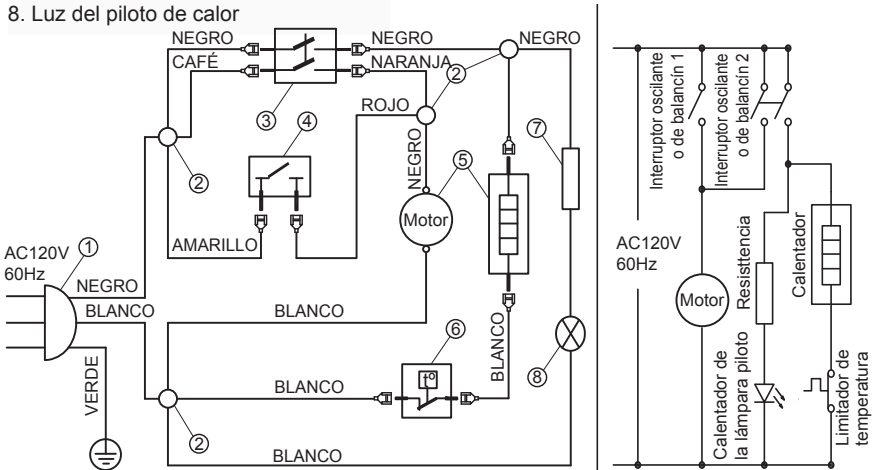 8. Luz del piloto de calor
NEGRO
NEGRO
NEGRO
CAFÉ
NARANJA
2
3
4
ROJO
7
2
NEGRO
5
Motor
AMARILLO
AC120V
60Hz
1
NEGRO
BLANCO
BLANCO
6
BLANCO
8
VERDE
BLANCO
t°
2
BLANCO
Interruptor oscilante
o de balancín 1
Interruptor oscilante
o de balancín 2
AC120V
60Hz
Motor
Resisttencia
Calentador
Calentador de
la lámpara piloto
Limitador de
temperatura